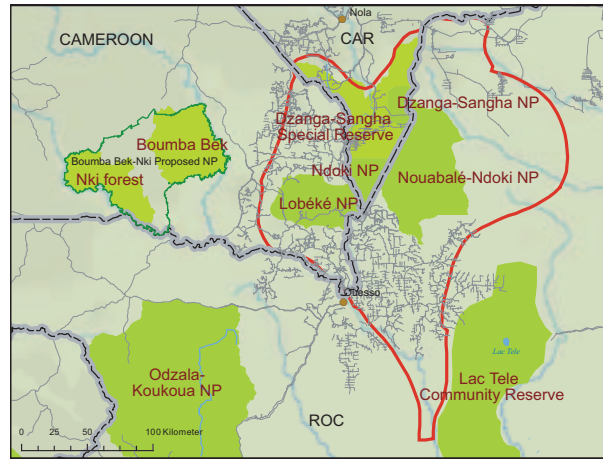 Nola
CAMEROON
CAR
Dzanga-Sangha NP
Dzanga-Sangha
Special Reserve
Boumba Bek
Boumba Bek-Nki Proposed NP
Nki forest
Ndoki NP
Nouabalé-Ndoki NP
Lobéké NP
Ouesso
Lac Tele
Odzala-
Koukoua NP
Lac Tele
Community Reserve
ROC
0 25 50 100 Kilometer